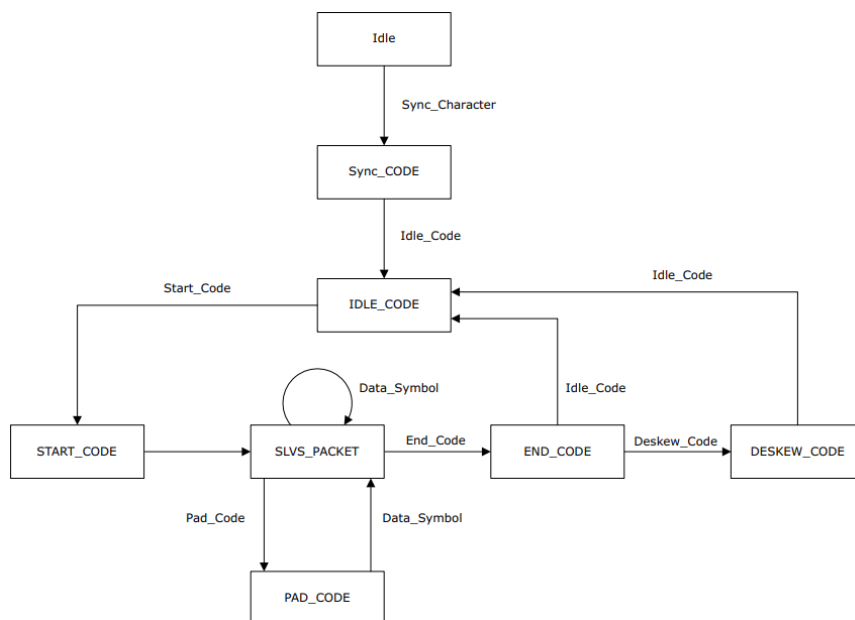 Idle
Sync_Character
Sync_CODE
Idle_Code
Idle_Code
Start_Code
IDLE_CODE
Data_Symbol
Idle_Code
START_CODE
SLVS_PACKET
End_Code
END_CODE
Deskew_Code
DESKEW_CODE
Pad_Code
Data_Symbol
PAD_CODE